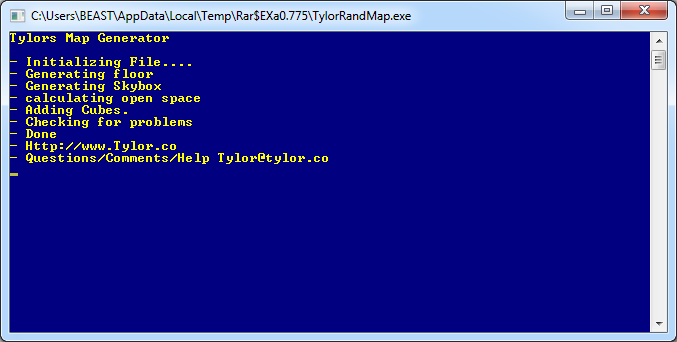 C:\Users\BEAST\AppData\Local\Temp\Rar$EXa0.775\TylorRandMap.exe
Tylors Map Generator
- Initializing File....
- Generating floor
- Generating Skybox
- calculating open space
- Adding Cubes.
- Checking for problems
- Done
- Http://www.Tylor.co
- Questions/Comments/Help Tylor@tylor.co